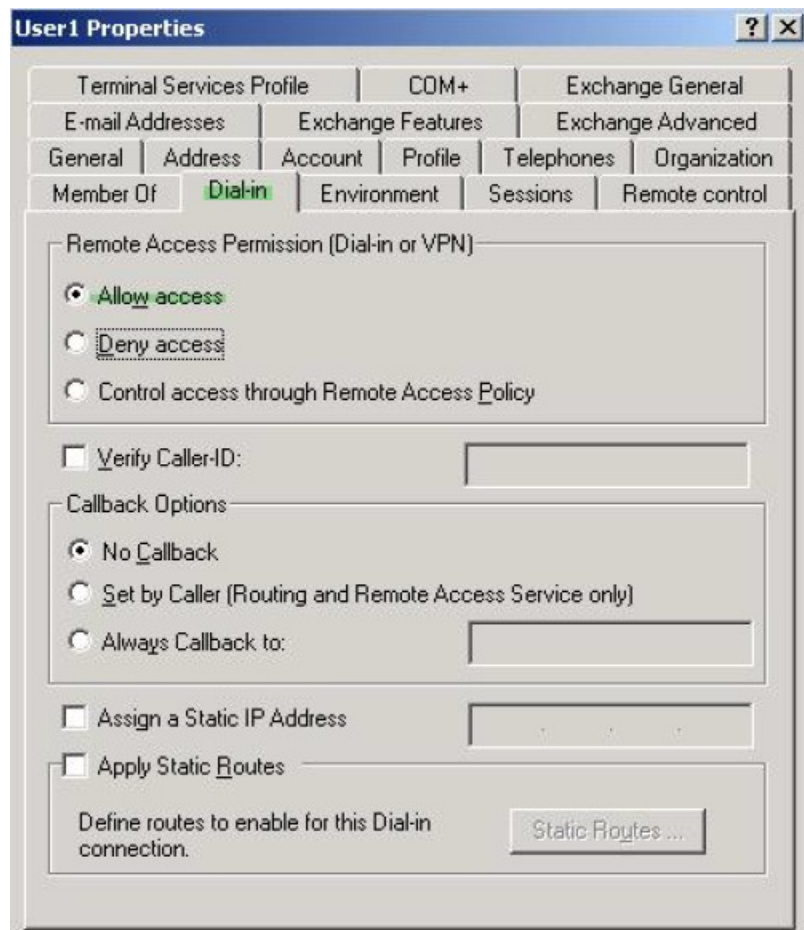 User1 Properties
Terminal Services Profile COM+ Exchange General
E-mail Addresses Exchange Features Exchange Advanced
General Address Account Profile Telephones Organization
Member Of Dial-in Environment Sessions Remote control
Remote Access Permission (Dial-in or VPN)
Allow access
Deny access
Control access through Remote Access Policy
Verify Caller-ID:
Callback Options
No Callback
Set by Caller (Routing and Remote Access Service only)
Always Callback to:
Assign a Static IP Address
Apply Static Routes
Define routes to enable for this Dial-in
connection.
Static Routes ...